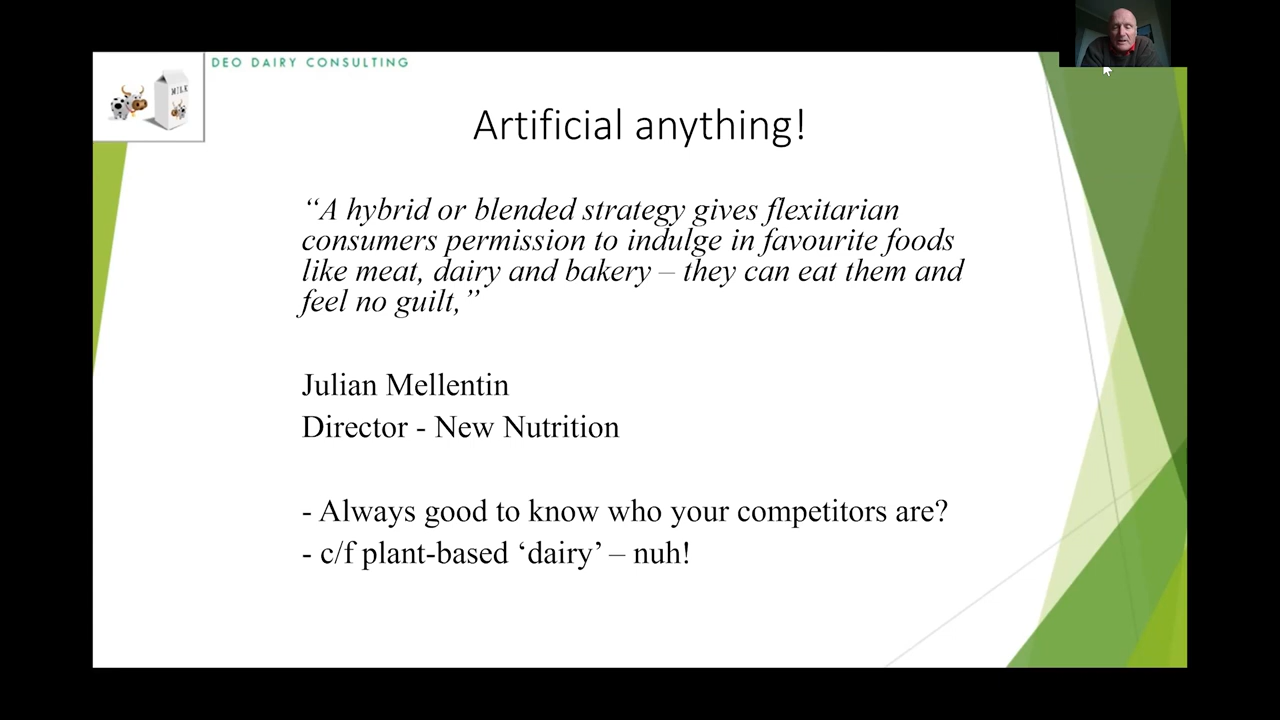 DEO DAIRY CONSULTING
MILK
Artificial anything!
“A hybrid or blended strategy gives flexitarian
consumers permission to indulge in favourite foods
like meat, dairy and bakery – they can eat them and
feel no guilt,”
Julian Mellentin
Director - New Nutrition
- Always good to know who your competitors are?
- c/f plant-based ‘dairy’ – nuh!